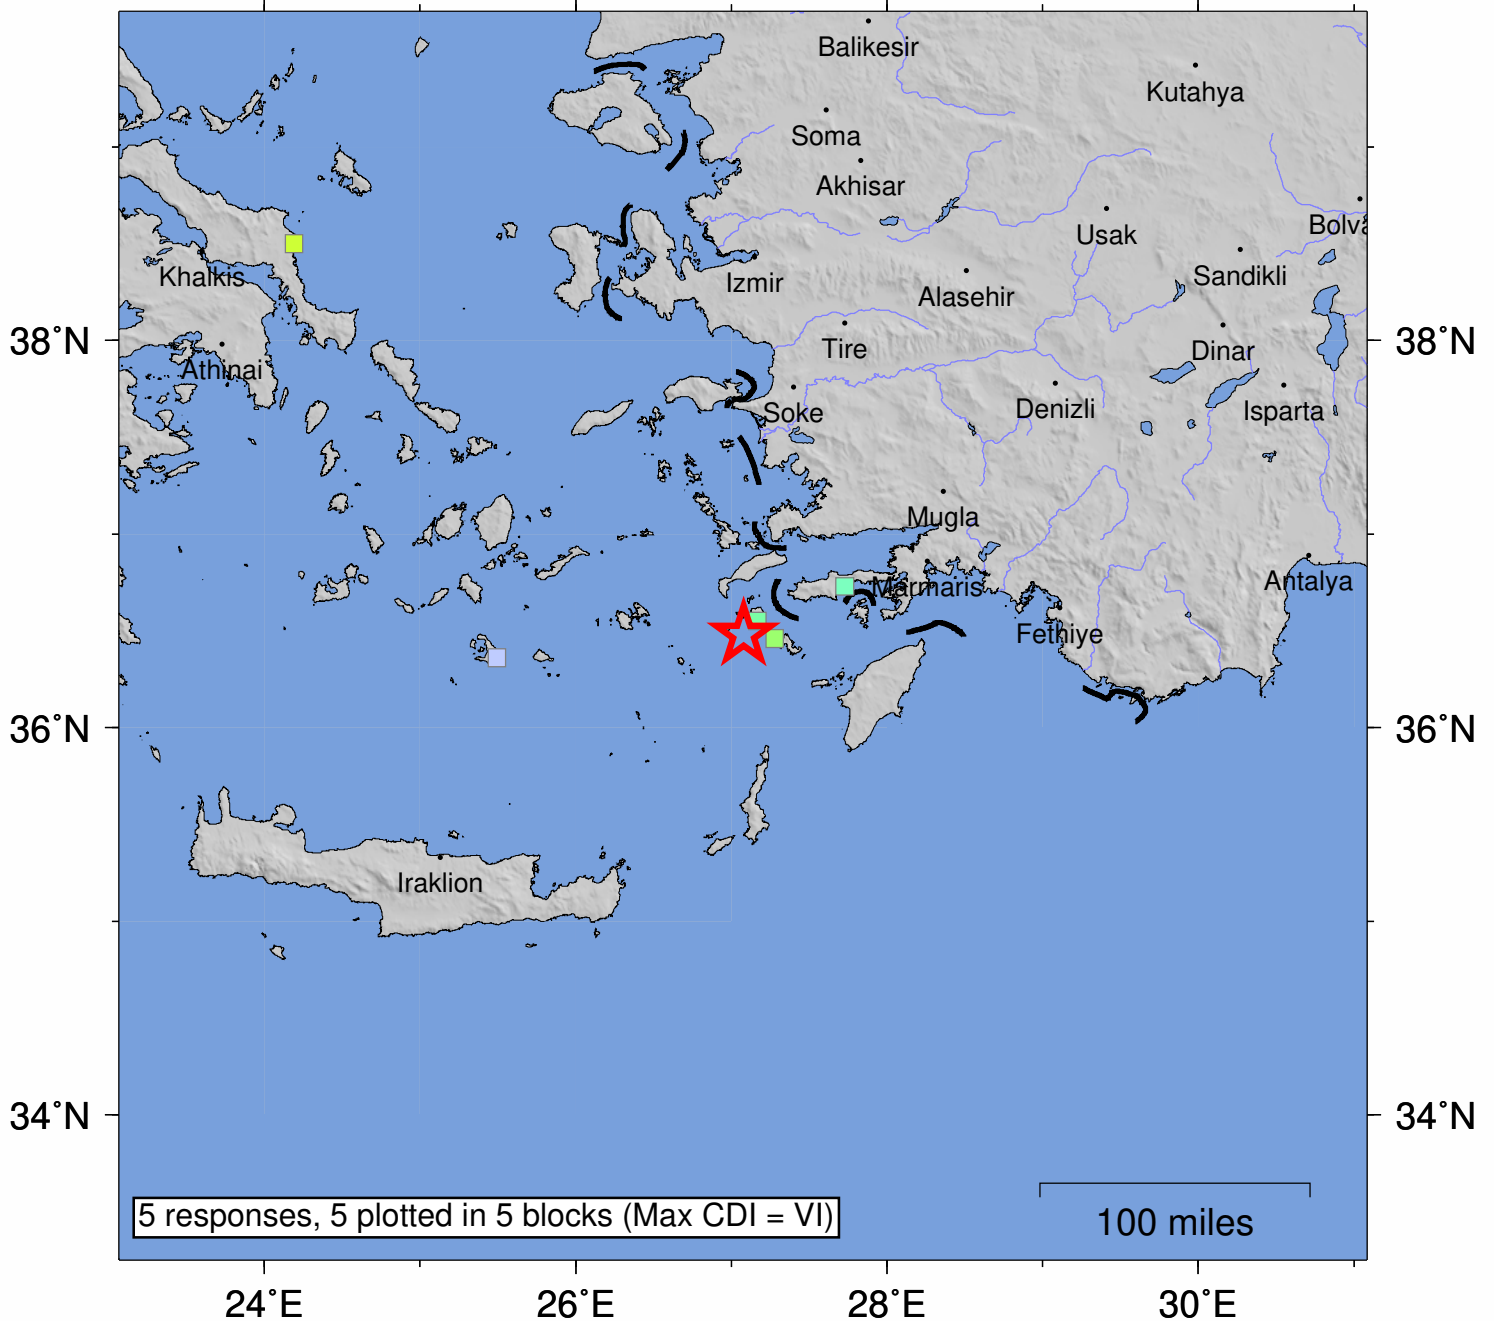 Balikesir
Kutahya
Soma
Akhisar
Usak
Bolva
Khalkis
Izmir
Sandikli
Alasehir
38°N
Tire
Dinar
38°N
Athinai
Soke
Denizli
Isparta
Mugla
Marmaris
Antalya
Fethiye
36°N
36°N
Iraklion
34°N
34°N
5 responses, 5 plotted in 5 blocks (Max CDI = VI)
100 miles
24°E
26°E
28°E
30°E